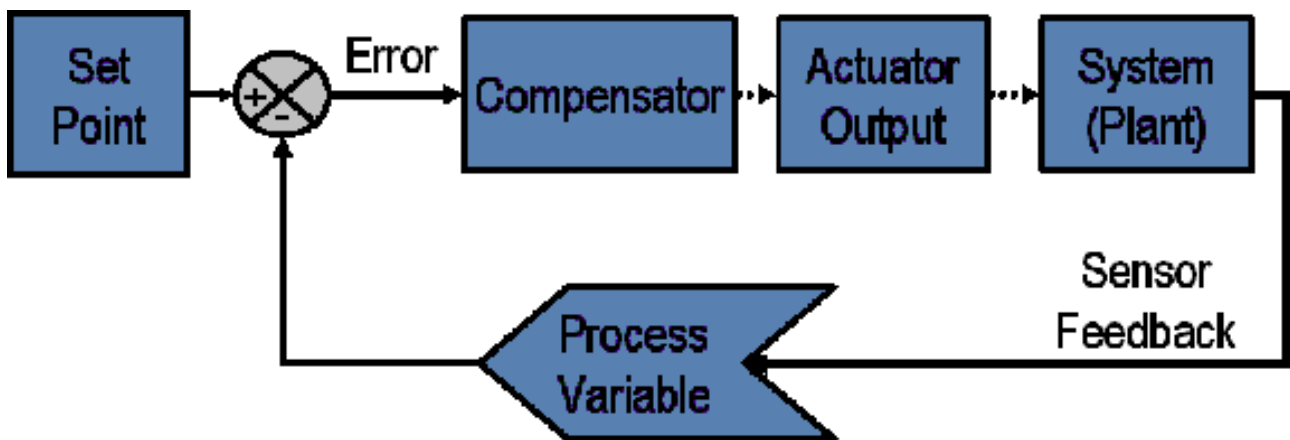 Set
Point
+
-
Error
Compensator
Actuator
Output
System
(Plant)
Sensor
Feedback
Process
Variable